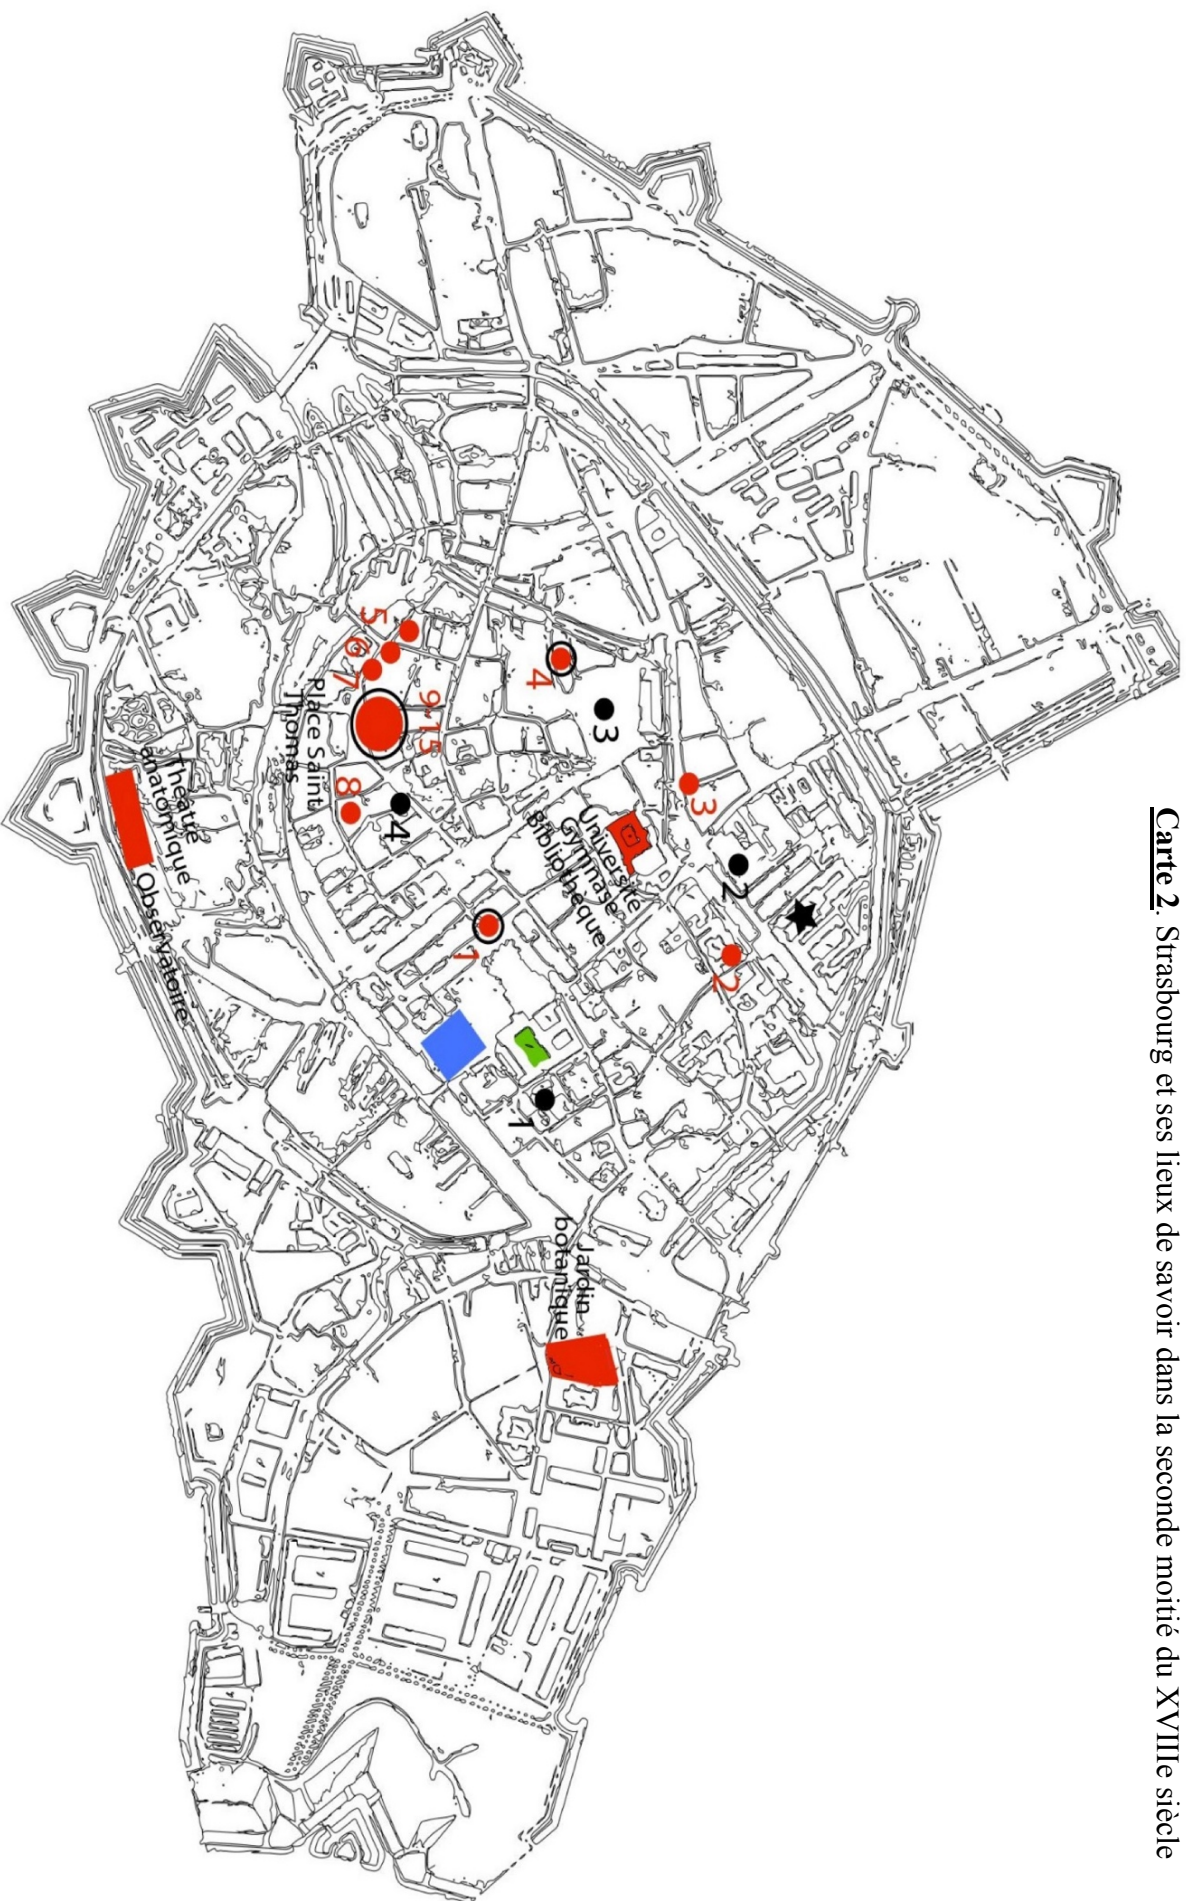 Carte 2. Strasbourg et ses lieux de savoir dans la seconde moitié du XVIIIe siècle
2
3
2
3
Université
Gymnase
Bibliothèque
4
1
1
Jardin
botanique
4
5
6
7
9-15
8
Place Saint
Thomas
Théâtre
anatomique
Observatoire